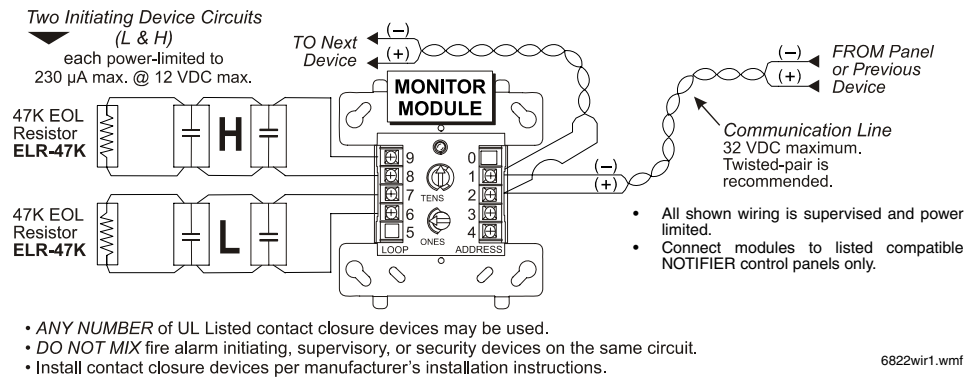 Two Initiating Device Circuits
(L & H)
each power-limited to
230 µA max. @ 12 VDC max.
47K EOL
Resistor
ELR-47K
H
47K EOL
Resistor
ELR-47K
L
TO Next
Device
(–)
(+)
MONITOR
MODULE
9
8
7
6
5
LOOP
TENS
ONES
0
1
2
3
4
ADDRESS
(–)
(+)
(–)
(+)
FROM Panel
or Previous
Device
Communication Line
32 VDC maximum.
Twisted-pair is
recommended.
• All shown wiring is supervised and power
limited.
• Connect modules to listed compatible
NOTIFIER control panels only.
• ANY NUMBER of UL Listed contact closure devices may be used.
• DO NOT MIX fire alarm initiating, supervisory, or security devices on the same circuit.
• Install contact closure devices per manufacturer's installation instructions.
6822wir1.wmf